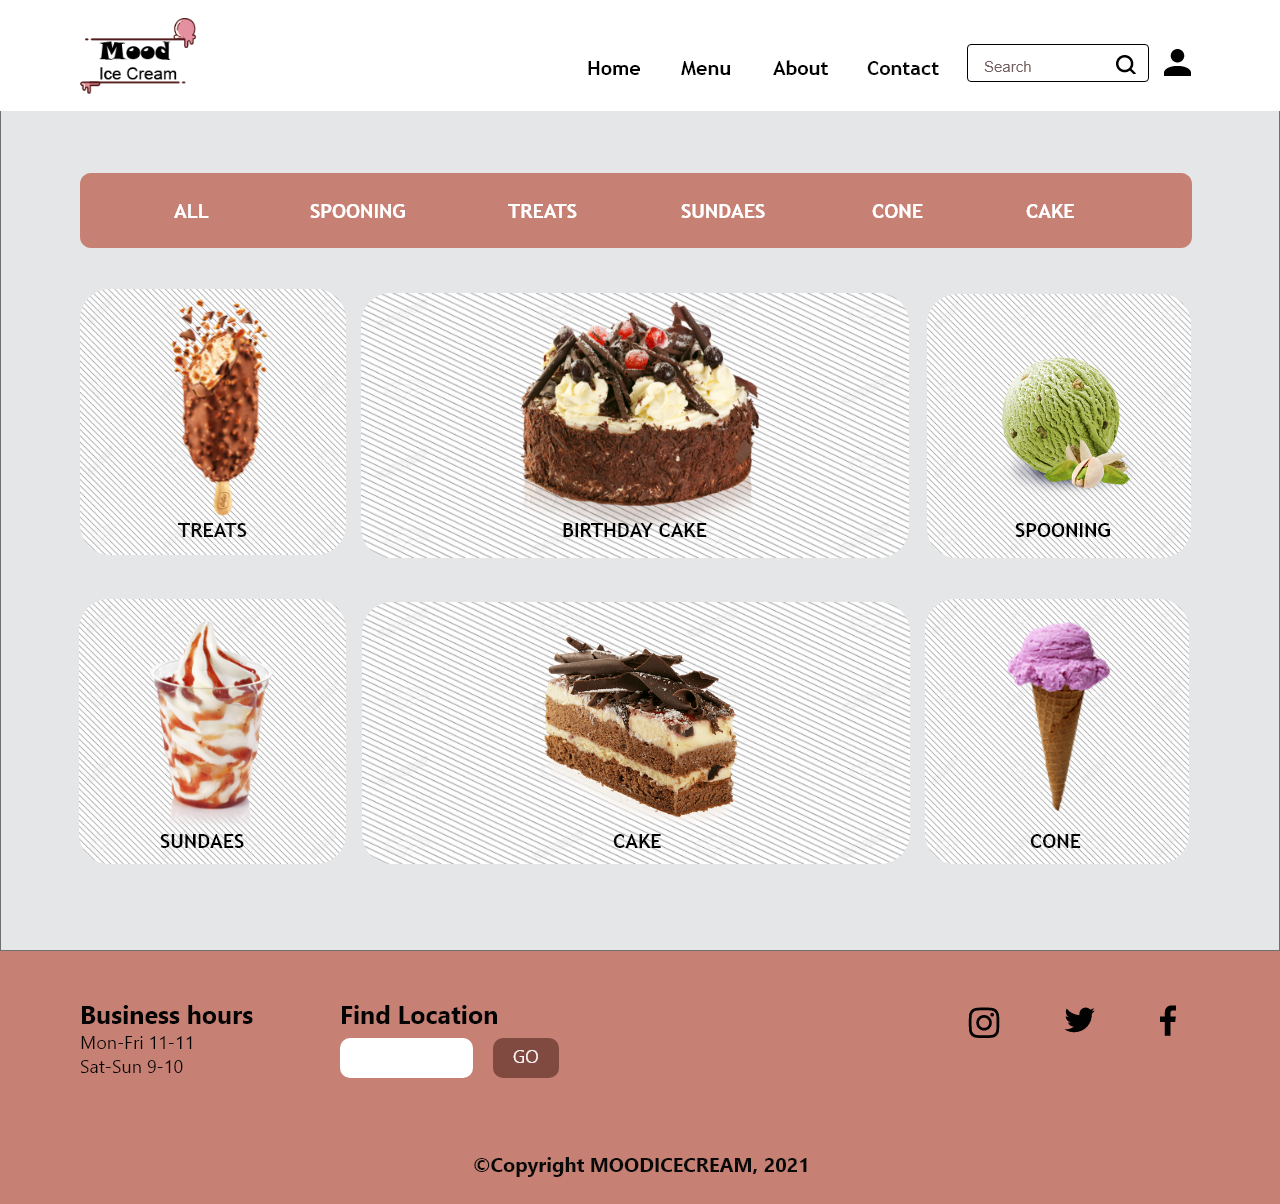 Mood
Ice Cream
Home Menu About Contact Search
ALL SPOONING TREATS SUNDAES CONE CAKE
TREATS BIRTHDAY CAKE SPOONING
SUNDAES CAKE CONE
Business hours
Mon-Fri 11-11
Sat-Sun 9-10
Find Location
GO
©Copyright MOODICECREAM, 2021